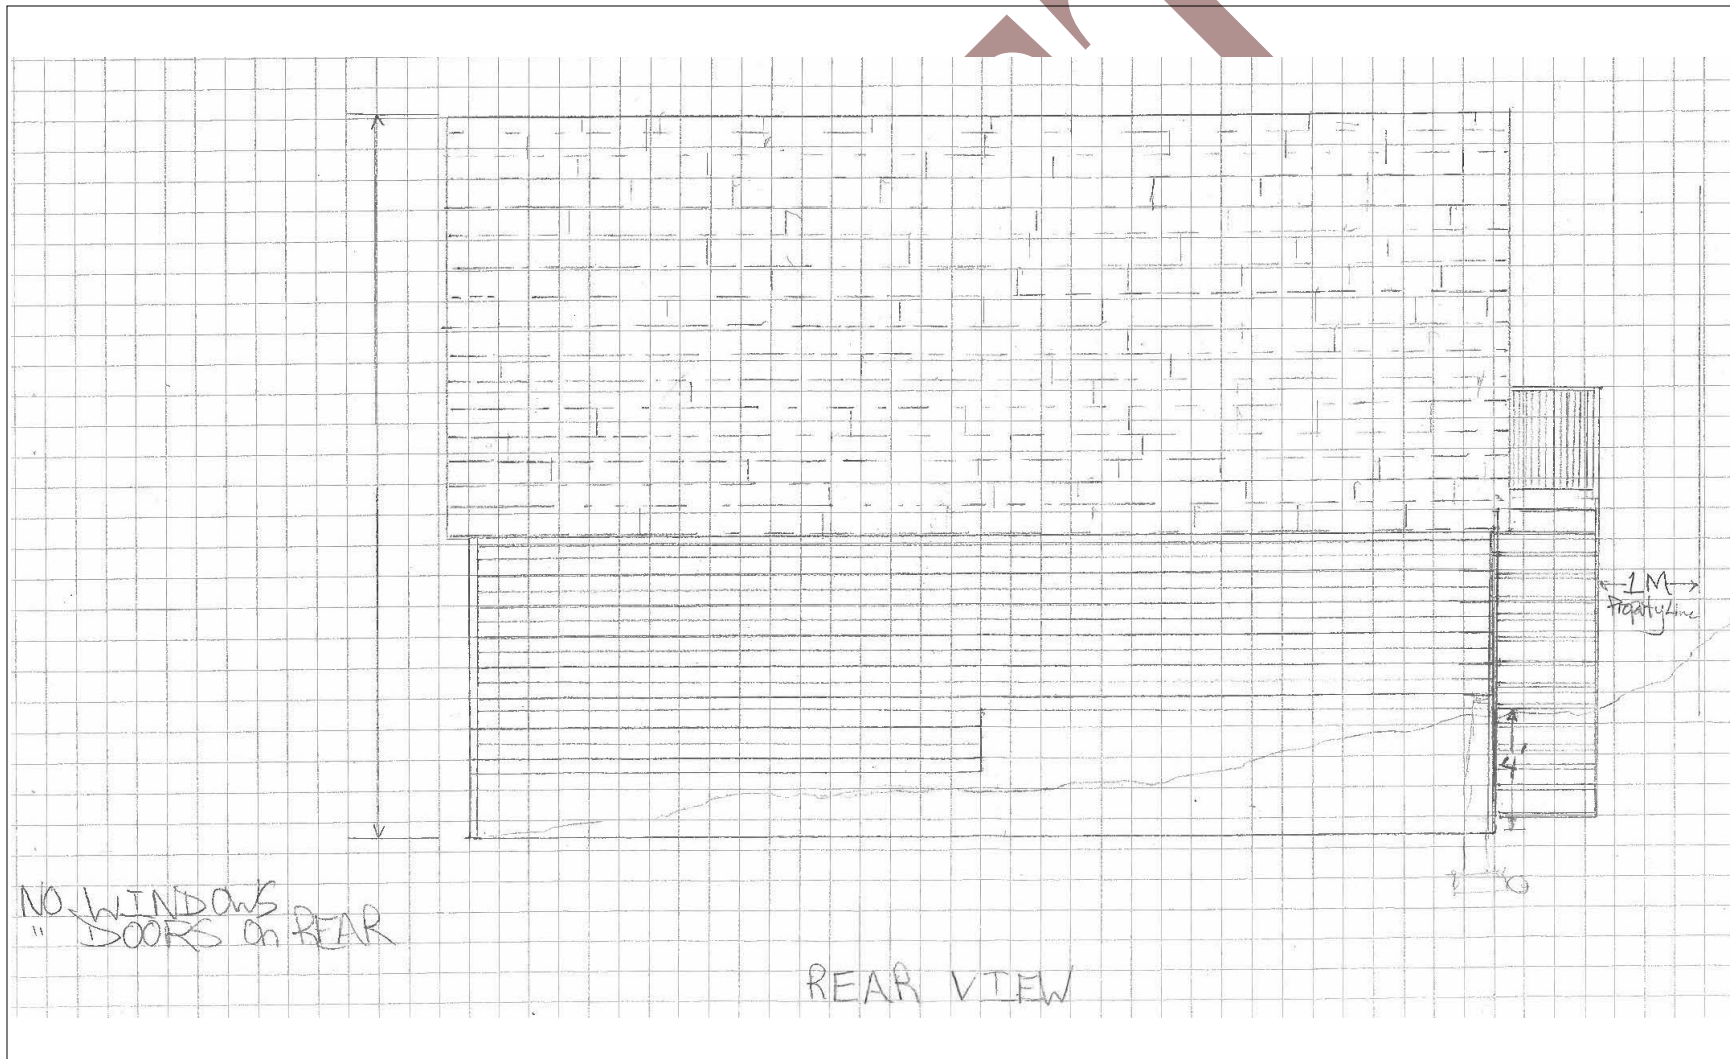 1M
Property Line
4'
NO WINDOWS
" DOORS On REAR
REAR VIEW